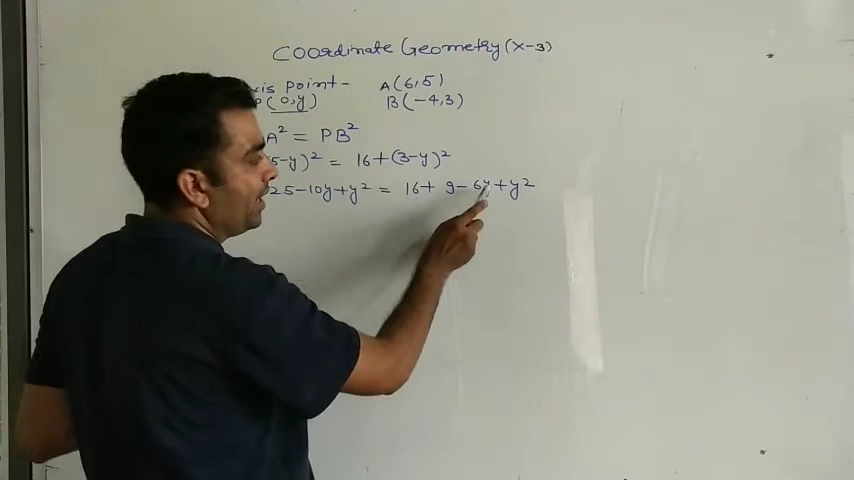 COordinate Geometry (X-3)
xis point- A(6,5)
P(0,y) B(-4,3)
A² = PB²
5-y)² = 16+(3-y)²
25-10y+y² = 16+ 9-6y+y²